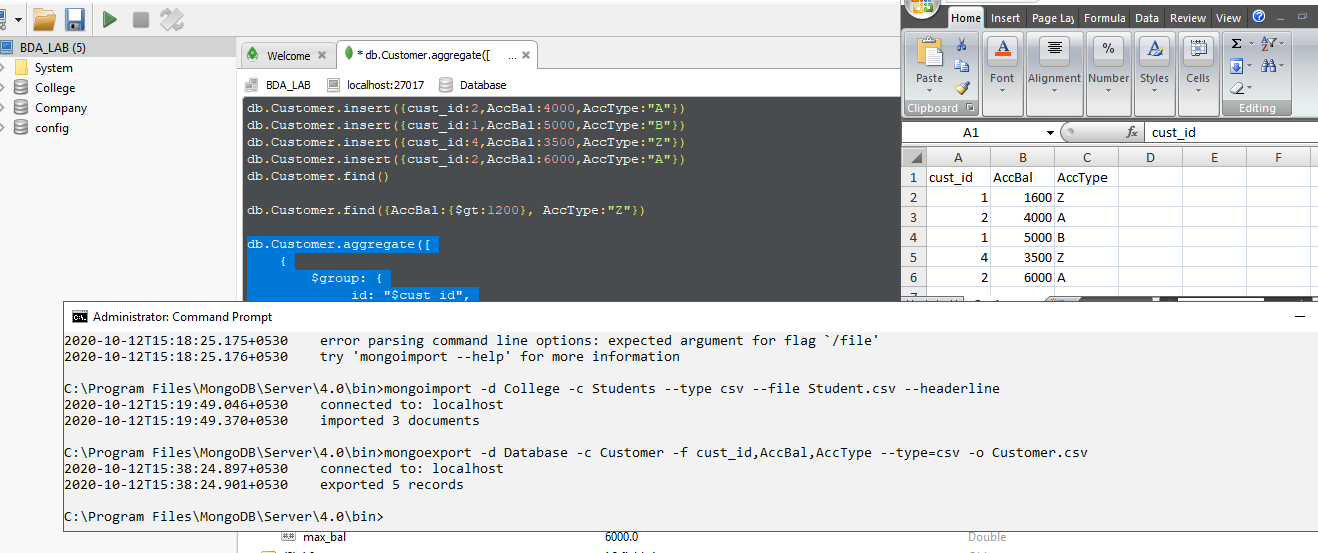 BDA_LAB (5)
System
College
Company
config
Welcome
* db.Customer.aggregate([ ...
BDA_LAB localhost:27017 Database
db.Customer.insert({cust_id:2,AccBal:4000,AccType:"A"})
db.Customer.insert({cust_id:1,AccBal:5000,AccType:"B"})
db.Customer.insert({cust_id:4,AccBal:3500,AccType:"Z"})
db.Customer.insert({cust_id:2,AccBal:6000,AccType:"A"})
db.Customer.find()
db.Customer.find({AccBal:{$gt:1200}, AccType:"Z"})
db.Customer.aggregate([
{
$group: {
_id: "$cust_id",
Home Insert Page Lay Formula Data Review View
Paste
Font
Alignment
Number
Styles
Cells
Clipboard
Editing
A1 fx cust_id
A B C D E F
1 cust_id AccBal AccType
2 1 1600 Z
3 2 4000 A
4 1 5000 B
5 4 3500 Z
6 2 6000 A
Administrator: Command Prompt
2020-10-12T15:18:25.175+0530 error parsing command line options: expected argument for flag `/file'
2020-10-12T15:18:25.176+0530 try 'mongoimport --help' for more information
C:\Program Files\MongoDB\Server\4.0\bin>mongoimport -d College -c Students --type csv --file Student.csv --headerline
2020-10-12T15:19:49.046+0530 connected to: localhost
2020-10-12T15:19:49.370+0530 imported 3 documents
C:\Program Files\MongoDB\Server\4.0\bin>mongoexport -d Database -c Customer -f cust_id,AccBal,AccType --type=csv -o Customer.csv
2020-10-12T15:38:24.897+0530 connected to: localhost
2020-10-12T15:38:24.901+0530 exported 5 records
C:\Program Files\MongoDB\Server\4.0\bin>
max_bal 6000.0 Double